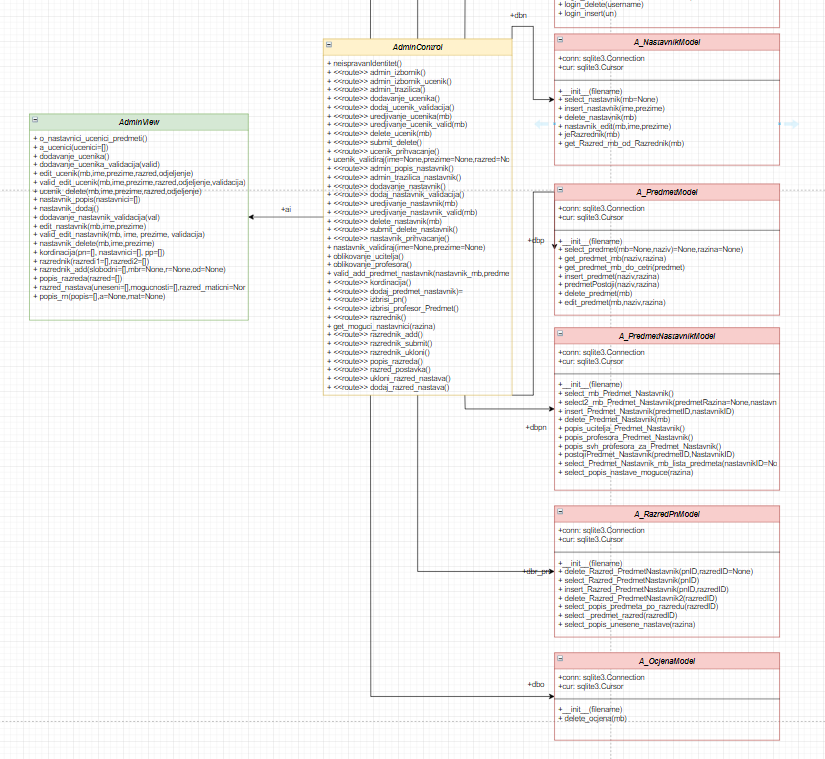 + login_delete(username)
+ login_insert(un)
+dbn
A_NastavnikModel
+conn: sqlite3.Connection
+cur: sqlite3.Cursor
+__init__(filename)
+ select_nastavnik(mb=None)
+ insert_nastavnik(ime,prezime)
+ delete_nastavnik(mb)
+ nastavnik_edit(mb,ime,prezime)
+ jeRazrednik(mb)
+ get_Razred_mb_od_Razrednik(mb)
AdminControl
+ neispravanIdentitet()
+ <<route>> admin_izbornik()
+ <<route>> admin_izbornik_ucenik()
+ <<route>> admin_trazilica()
+ <<route>> dodavanje_ucenika()
+ <<route>> dodaj_ucenik_validacija()
+ <<route>> uredjivanje_ucenika(mb)
+ <<route>> uredjivanje_ucenik_valid(mb)
+ <<route>> delete_ucenik(mb)
+ <<route>> submit_delete()
+ <<route>> ucenik_prihvacanje()
+ ucenik_validiraj(ime=None,prezime=None,razred=Nc
+ <<route>> admin_popis_nastavnik()
+ <<route>> admin_trazilica_nastavnik()
+ <<route>> dodavanje_nastavnik()
+ <<route>> dodaj_nastavnik_validacija()
+ <<route>> uredjivanje_nastavnik(mb)
+ <<route>> uredjivanje_nastavnik_valid(mb)
+ <<route>> delete_nastavnik(mb)
+ <<route>> submit_delete_nastavnik()
+ <<route>> nastavnik_prihvacanje()
+ nastavnik_validiraj(ime=None,prezime=None)
+ oblikovanje_ucitelja()
+ oblikovanje_profesora()
+ valid_add_predmet_nastavnik(nastavnik_mb,predme
+ <<route>> kordinacija()
+ <<route>> dodaj_predmet_nastavnik)=
+ <<route>> izbrisi_pn()
+ <<route>> izbrisi_profesor_Predmet()
+ <<route>> razrednik()
+ get_moguci_nastavnici(razina)
+ <<route>> razrednik_add()
+ <<route>> razrednik_submit()
+ <<route>> razrednik_ukloni()
+ <<route>> popis_razreda()
+ <<route>> razred_postavka()
+ <<route>> ukloni_razred_nastava()
+ <<route>> dodaj_razred_nastava()
AdminView
+ o_nastavnici_ucenici_predmeti()
+ a_ucenici(ucenici=[])
+ dodavanje_ucenika()
+ dodavanje_ucenika_validacija(valid)
+ edit_ucenik(mb,ime,prezime,razred,odjeljenje)
+ valid_edit_ucenik(mb,ime,prezime,razred,odjeljenje,validacija)
+ ucenik_delete(mb,ime,prezime,razred,odjeljenje)
+ nastavnik_popis(nastavnici=[])
+ nastavnik_dodaj()
+ dodavanje_nastavnik_validacija(val)
+ edit_nastavnik(mb,ime,prezime)
+ valid_edit_nastavnik(mb, ime, prezime, validacija)
+ nastavnik_delete(mb,ime,prezime)
+ kordinacija(pn=[], nastavnici=[], pp=[])
+ razrednik(razredi1=[],razredi2=[])
+ razrednik_add(slobodni=[],mbr=None,r=None,od=None)
+ popis_razreda(razred=[])
+ razred_nastava(uneseni=[],mogucnosti=[],razred_maticni=Nor
+ popis_rn(popis=[],a=None,mat=None)
+ai
+dbp
A_PredmetModel
+conn: sqlite3.Connection
+cur: sqlite3.Cursor
+__init__(filename)
+ select_predmet(mb=None,naziv)=None,razina=None)
+ get_predmet_mb(naziv,razina)
+ get_predmet_mb_do_cetri(predmet)
+ insert_predmet(naziv,razina)
+ predmetPostoji(naziv,razina)
+ delete_predmet(mb)
+ edit_predmet(mb,naziv,razina)
A_PredmetNastavnikModel
+conn: sqlite3.Connection
+cur: sqlite3.Cursor
+__init__(filename)
+ select_mb_Predmet_Nastavnik()
+ select2_mb_Predmet_Nastavnik(predmetRazina=None,nastavn
+ insert_Predmet_Nastavnik(predmetID,nastavnikID)
+ delete_Predmet_Nastavnik(mb)
+ popis_ucitelja_Predmet_Nastavnik()
+ popis_profesora_Predmet_Nastavnik()
+ popis_svh_profesora_za_Predmet_Nastavnik()
+ postojiPredmet_Nastavnik(predmetID,NastavnikID)
+ select_Predmet_Nastavnik_mb_lista_predmeta(nastavnikID=No
+ select_popis_nastave_moguce(razina)
+dbpn
A_RazredPnModel
+conn: sqlite3.Connection
+cur: sqlite3.Cursor
+__init__(filename)
+ delete_Razred_PredmetNastavnik(pnID,razredID=None)
+ select_Razred_PredmetNastavnik(pnID)
+ insert_Razred_PredmetNastavnik(pnID,razredID)
+ delete_Razred_PredmetNastavnik2(razredID)
+ select_popis_predmeta_po_razredu(razredID)
+ select _predmet_razred(razredID)
+ select_popis_unesene_nastave(razina)
+dbr_pn
A_OcjenaModel
+conn: sqlite3.Connection
+cur: sqlite3.Cursor
+__init__(filename)
+ delete_ocjena(mb)
+dbo